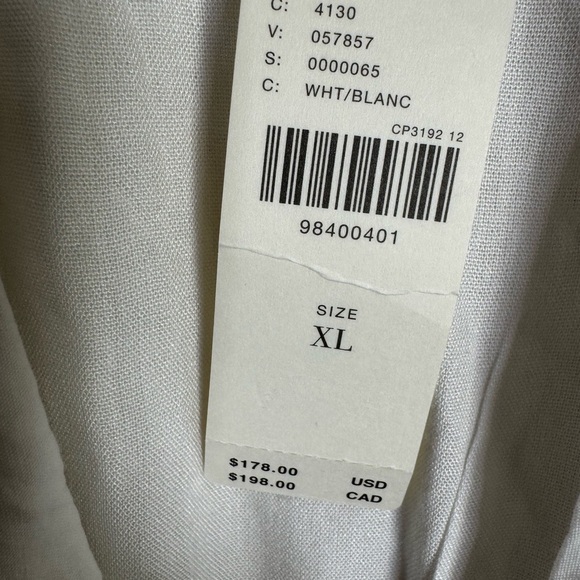 C: 4130
V: 057857
S: 0000065
C: WHT/BLANC
CP3192 12
98400401
SIZE
XL
$178.00 USD
$198.00 CAD